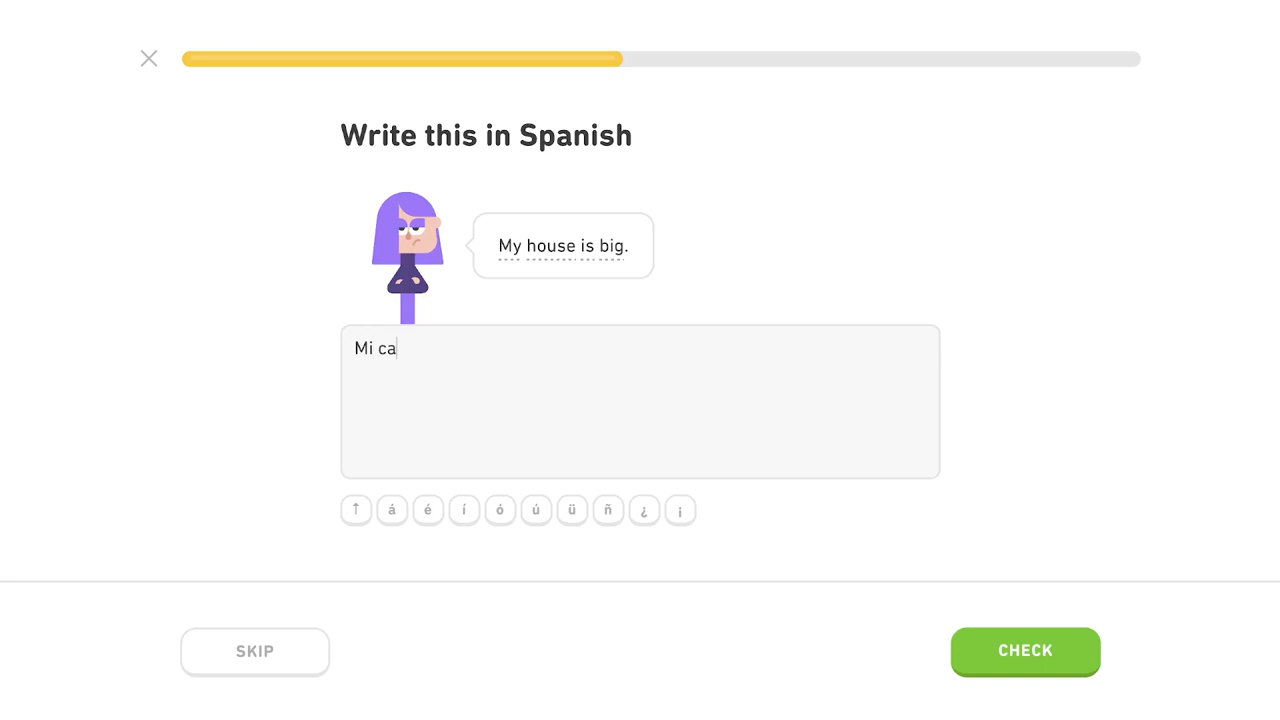 Write this in Spanish
My house is big.
Mi ca
↑ á é í ó ú ü ñ ¿ ¡
SKIP
CHECK